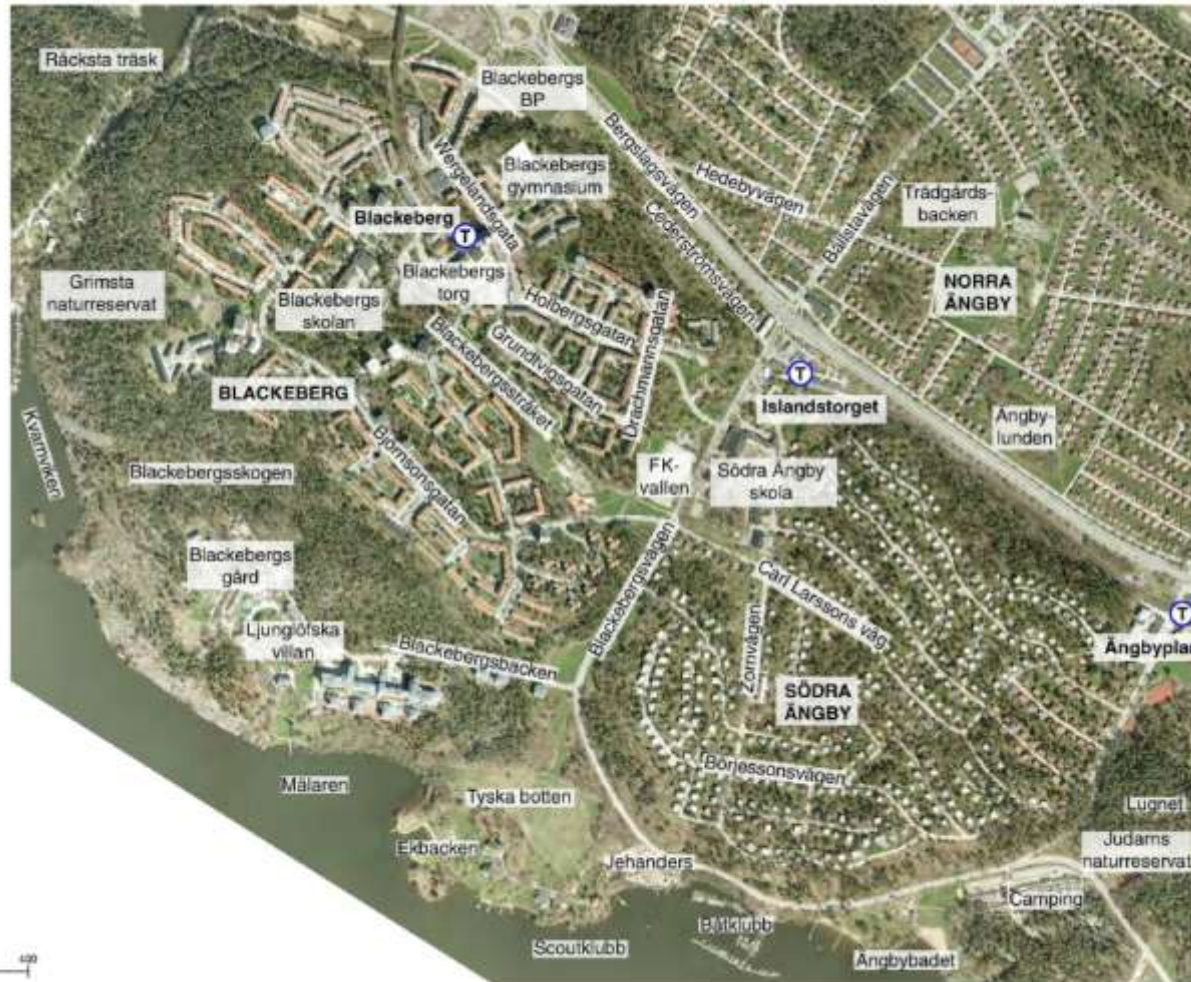 Råcksta träsk
Blackebergs
BP
Bergslagsvägen
Wergelandsgata
Blackebergs
gymnasium
Hedebyvägen
Trädgårds-
backen
Bällstavägen
Cederströmsvägen
Blackeberg
T
Blackebergs
torg
Grimsta
naturreservat
Blackebergs
skolan
NORRA
ÄNGBY
Holbergsgatan
Grundtvigsgatan
Blackebergsstråket
Drachmannsgatan
T
Islandstorget
BLACKEBERG
Ängby-
lunden
Kvarnviken
Björnsonsgatan
Blackebergsskogen
FK-
vallen
Södra Ängby
skola
Blackebergs
gård
Blackebergsvägen
Carl Larssons väg
T
Ängbyplan
Ljunglöfska
villan
Blackebergsbacken
Zornvägen
SÖDRA
ÄNGBY
Börjessonsvägen
Mälaren
Tyska botten
Lugnet
Ekbacken
Jehanders
Judarns
naturreservat
Camping
Båtklubb
Scoutklubb
Ängbybadet
400